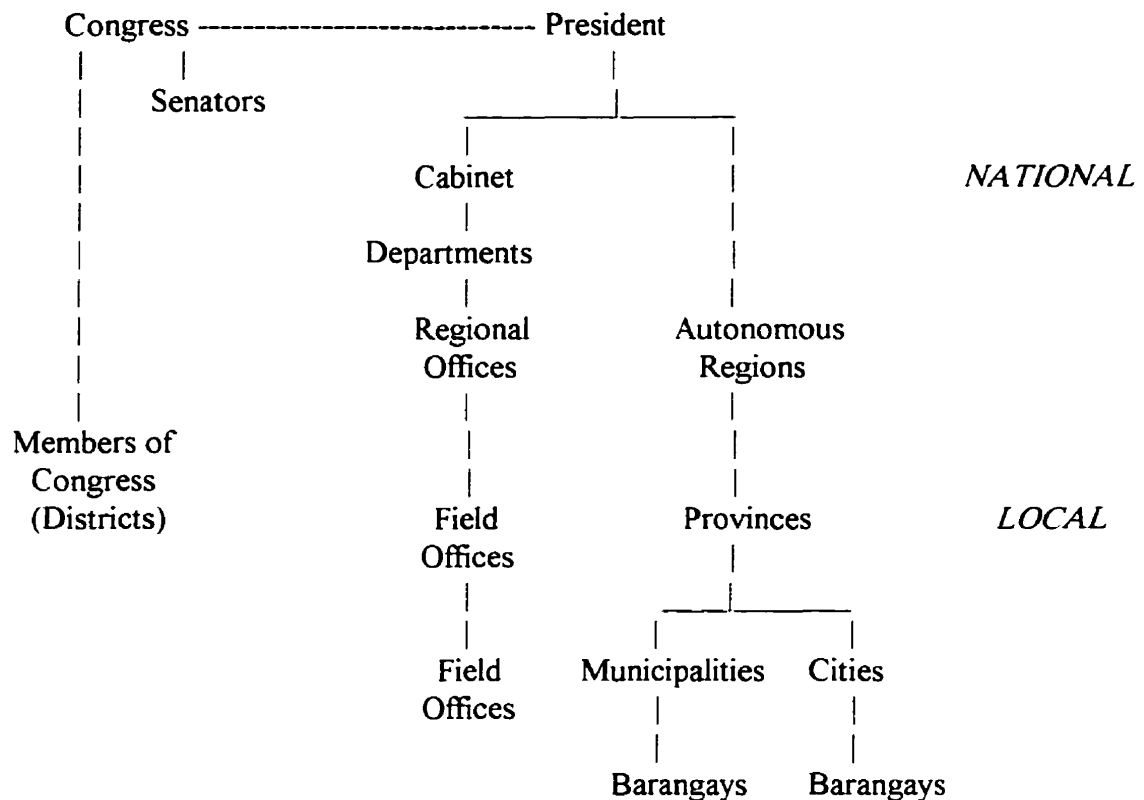 Congress President
Senators
Cabinet NATIONAL
Departments
Regional Autonomous
Offices Regions
Members of
Congress
(Districts) Field Provinces LOCAL
Offices
Field Municipalities Cities
Offices
Barangays Barangays